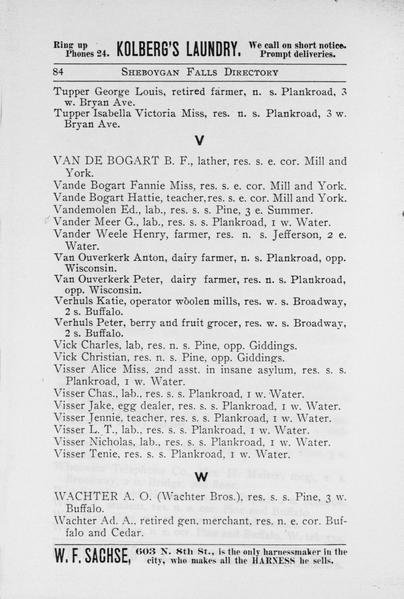 Ring up
Phones 24. KOLBERG'S LAUNDRY. We call on short notice.
Prompt deliveries.
84 SHEBOYGAN FALLS DIRECTORY
Tupper George Louis, retired farmer, n. s. Plankroad, 3
w. Bryan Ave.
Tupper Isabella Victoria Miss, res. n. s. Plankroad, 3 w.
Bryan Ave.
V
VAN DE BOGART B. F., lather, res. s. e. cor. Mill and
York.
Vande Bogart Fannie Miss, res. s. e. cor. Mill and York.
Vande Bogart Hattie, teacher, res. s. e. cor. Mill and York.
Vandemolen Ed., lab., res. s. s. Pine, 3 e. Summer.
Vander Meer G., lab., res. s. s. Plankroad, 1 w. Water.
Vander Weele Henry, farmer, res. n. s. Jefferson, 2 e.
Water.
Van Ouverkerk Anton, dairy farmer, n. s. Plankroad, opp.
Wisconsin.
Van Ouverkerk Peter, dairy farmer, res. n. s. Plankroad,
opp. Wisconsin.
Verhuls Katie, operator woolen mills, res. w. s. Broadway,
2 s. Buffalo.
Verhuls Peter, berry and fruit grocer, res. w. s. Broadway,
2 s. Buffalo.
Vick Charles, lab, res. n. s. Pine, opp. Giddings.
Vick Christian, res. n. s. Pine, opp. Giddings.
Visser Alice Miss, 2nd asst. in insane asylum, res. s. s.
Plankroad, 1 w. Water.
Visser Chas., lab., res. s. s. Plankroad, 1 w. Water.
Visser Jake, egg dealer, res. s. s. Plankroad, 1 w. Water.
Visser Jennie, teacher, res. s. s. Plankroad, 1 w. Water.
Visser L. T., lab., res. s. s. Plankroad, 1 w. Water.
Visser Nicholas, lab., res. s. s. Plankroad, 1 w. Water.
Visser Tenie, res. s. s. Plankroad, 1 w. Water.
W
WACHTER A. O. (Wachter Bros.), res. s. s. Pine, 3 w.
Buffalo.
Wachter Ad. A., retired gen. merchant, res. n. e. cor. Buf-
falo and Cedar.
W. F. SACHSE, 603 N. 8th St., is the only harnessmaker in the
city, who makes all the HARNESS he sells.